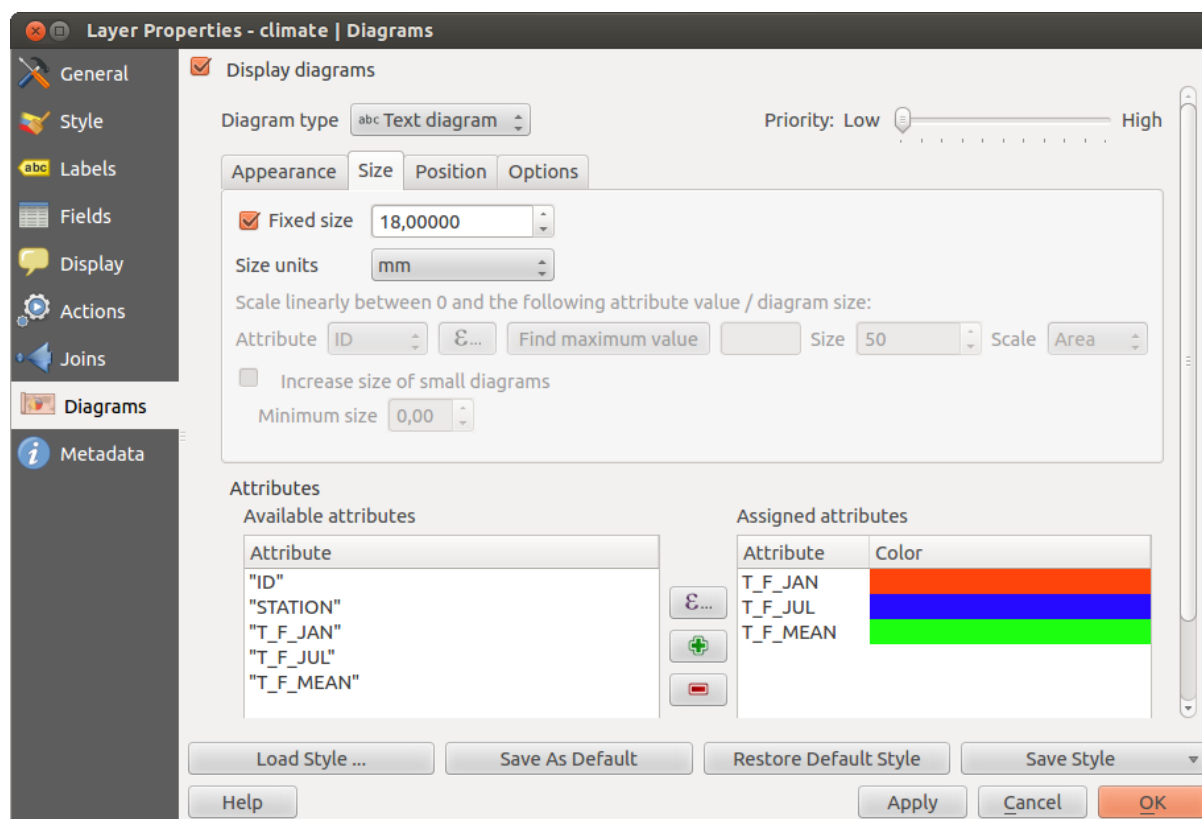 Layer Properties - climate | Diagrams
General
Style
abc Labels
Fields
Display
Actions
Joins
Diagrams
i Metadata
Display diagrams
Diagram type abc Text diagram Priority: Low High
Appearance Size Position Options
Fixed size 18,00000
Size units mm
Scale linearly between 0 and the following attribute value / diagram size:
Attribute ID ε... Find maximum value Size 50 Scale Area
Increase size of small diagrams
Minimum size 0,00
Attributes
Available attributes
Attribute
"ID"
"STATION"
"T_F_JAN"
"T_F_JUL"
"T_F_MEAN"
ε...
Assigned attributes
Attribute Color
T_F_JAN
T_F_JUL
T_F_MEAN
Load Style ... Save As Default Restore Default Style Save Style
Help Apply Cancel OK